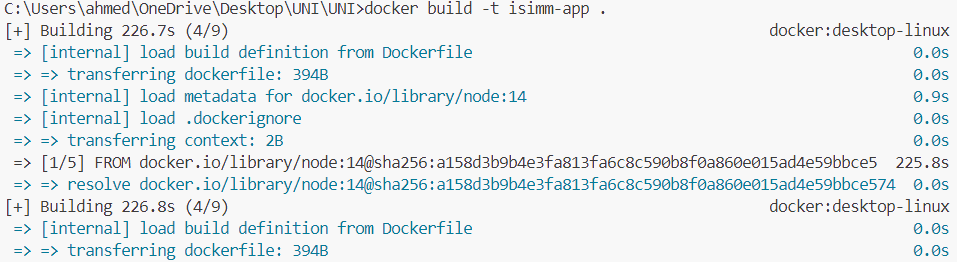 C:\Users\ahmed\OneDrive\Desktop\UNI\UNI>docker build -t isimm-app .
[+] Building 226.7s (4/9) docker:desktop-linux
=> [internal] load build definition from Dockerfile 0.0s
=> => transferring dockerfile: 394B 0.0s
=> [internal] load metadata for docker.io/library/node:14 0.9s
=> [internal] load .dockerignore 0.0s
=> => transferring context: 2B 0.0s
=> [1/5] FROM docker.io/library/node:14@sha256:a158d3b9b4e3fa813fa6c8c590b8f0a860e015ad4e59bbce5 225.8s
=> => resolve docker.io/library/node:14@sha256:a158d3b9b4e3fa813fa6c8c590b8f0a860e015ad4e59bbce574 0.0s
[+] Building 226.8s (4/9) docker:desktop-linux
=> [internal] load build definition from Dockerfile 0.0s
=> => transferring dockerfile: 394B 0.0s